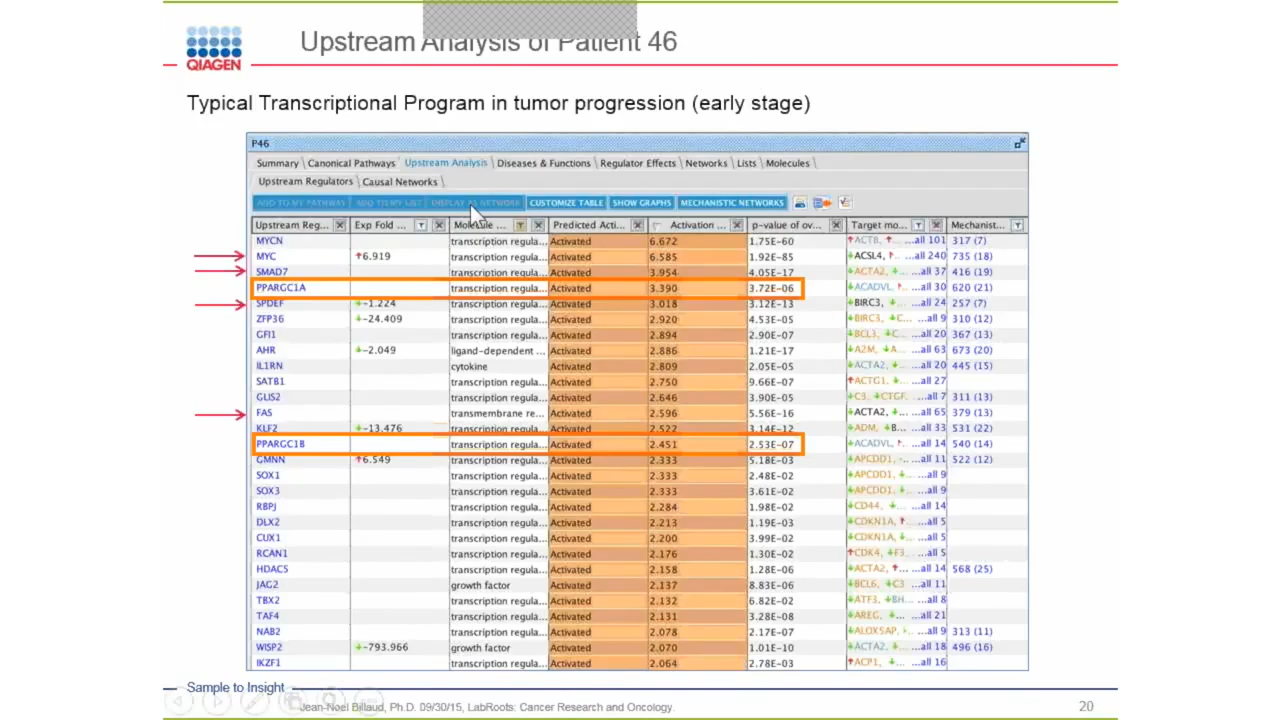 QIAGEN
Upstream Analysis of Patient 46
Typical Transcriptional Program in tumor progression (early stage)
P46
Summary \ Canonical Pathways \ Upstream Analysis \ Diseases & Functions \ Regulator Effects \ Networks \ Lists \ Molecules \
Upstream Regulators \ Causal Networks \
ADD TO MY PATHWAY ADD TO MY LIST DISPLAY AS NETWORK CUSTOMIZE TABLE SHOW GRAPHS MECHANISTIC NETWORKS
Upstream Reg... Exp Fold ... Molecule ... Predicted Acti... Activation ... p-value of ov... Target mo... Mechanist...
MYCN transcription regula... Activated 6.672 1.75E-60 ↑ACTB, ↑... ...all 101 317 (7)
MYC ↑6.919 transcription regula... Activated 6.585 1.92E-85 ↓ACSL4, ...all 240 735 (18)
SMAD7 transcription regula... Activated 3.954 4.05E-17 ↓ACTA2, ...all 37 416 (19)
PPARGC1A transcription regula... Activated 3.390 3.72E-06 ↓ACADVL, ...all 30 620 (21)
SPDEF ↓-1.224 transcription regula... Activated 3.018 3.12E-13 ↓BIRC3, ...all 24 257 (7)
ZFP36 ↓-24.409 transcription regula... Activated 2.920 4.53E-05 ↓BIRC3, ↓C... ...all 9 310 (12)
GFI1 transcription regula... Activated 2.894 2.90E-07 ↓BCL3, ↓C... ...all 20 367 (13)
AHR ↓-2.049 ligand-dependent ... Activated 2.886 1.21E-17 ↓A2M, ↓A... ...all 63 673 (20)
IL1RN cytokine Activated 2.809 2.05E-05 ↓ACTA2, ↓... ...all 20 445 (15)
SATB1 transcription regula... Activated 2.750 9.66E-07 ↑ACTG1, ↓... ...all 27
GLIS2 transcription regula... Activated 2.646 3.90E-05 ↓C3, ↓CTGF, ...all 7 311 (13)
FAS transmembrane re... Activated 2.596 5.56E-16 ↓ACTA2, ...all 65 379 (13)
KLF2 ↓-13.476 transcription regula... Activated 2.522 3.14E-12 ↓ADM, ↓B... ...all 33 531 (22)
PPARGC1B transcription regula... Activated 2.451 2.53E-07 ↓ACADVL, ...all 14 540 (14)
GMNN ↑6.549 transcription regula... Activated 2.333 5.18E-03 ↓APCDD1, ...all 11 522 (12)
SOX1 transcription regula... Activated 2.333 2.48E-02 ↓APCDD1, ...all 9
SOX3 transcription regula... Activated 2.333 3.61E-02 ↓APCDD1, ...all 9
RBPJ transcription regula... Activated 2.284 1.98E-02 ↓CD44, ↓... ...all 14
DLX2 transcription regula... Activated 2.213 1.19E-03 ↓CDKN1A, ...all 5
CUX1 transcription regula... Activated 2.200 3.99E-02 ↓CDKN1A, ...all 5
RCAN1 transcription regula... Activated 2.176 1.30E-02 ↑CDK4, ↓F3... ...all 5
HDAC5 transcription regula... Activated 2.158 1.28E-06 ↓ACTA2, ↑... ...all 14 568 (25)
JAG2 growth factor Activated 2.137 8.83E-06 ↓BCL6, ↓C3 ...all 11
TBX2 transcription regula... Activated 2.132 6.82E-02 ↓ATF3, ↓BH... ...all 8
TAF4 transcription regula... Activated 2.131 3.28E-08 ↓AREG, ↓... ...all 21
NAB2 transcription regula... Activated 2.078 2.17E-07 ↓ALOX5AP, ...all 9 313 (11)
WISP2 ↓-793.966 growth factor Activated 2.070 1.01E-10 ↓ACTA2, ...all 18 496 (16)
IKZF1 transcription regula... Activated 2.064 2.78E-03 ↑ACP1, ↓... ...all 16
Sample to Insight
Jean-Noel Billaud, Ph.D. 09/30/15, LabRoots: Cancer Research and Oncology.
20